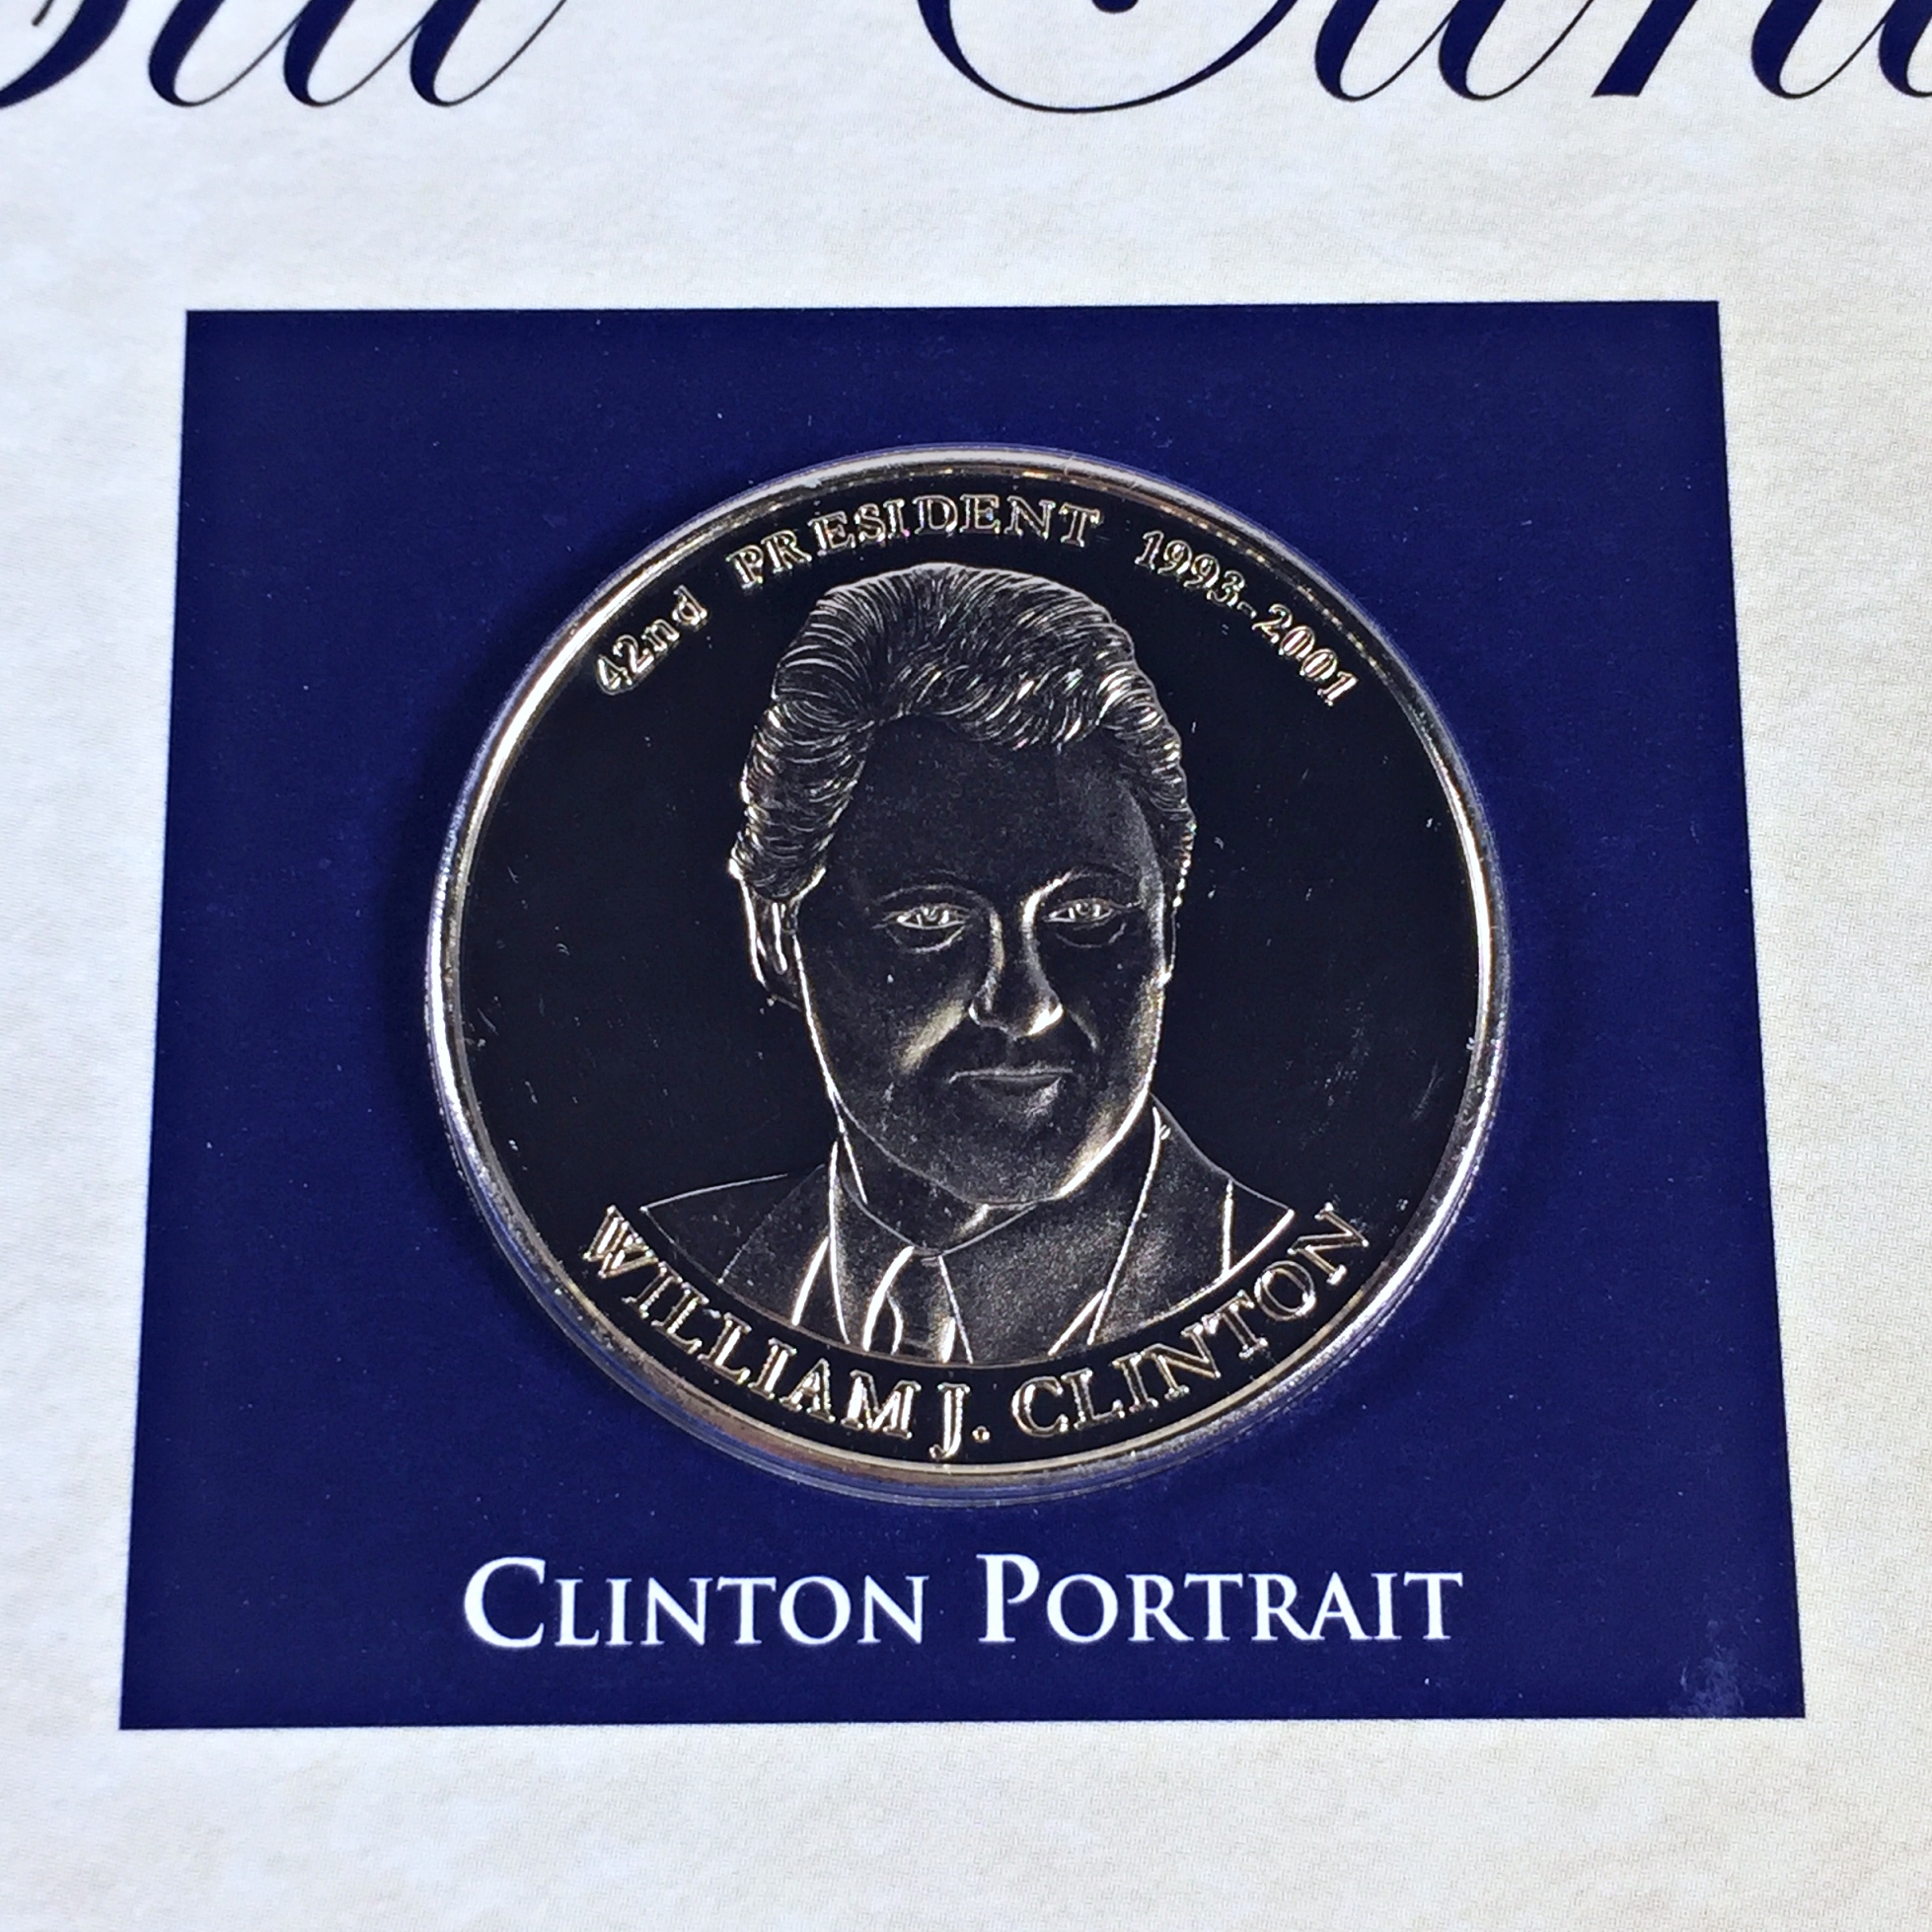 42nd PRESIDENT 1993-2001
WILLIAM J. CLINTON
CLINTON PORTRAIT